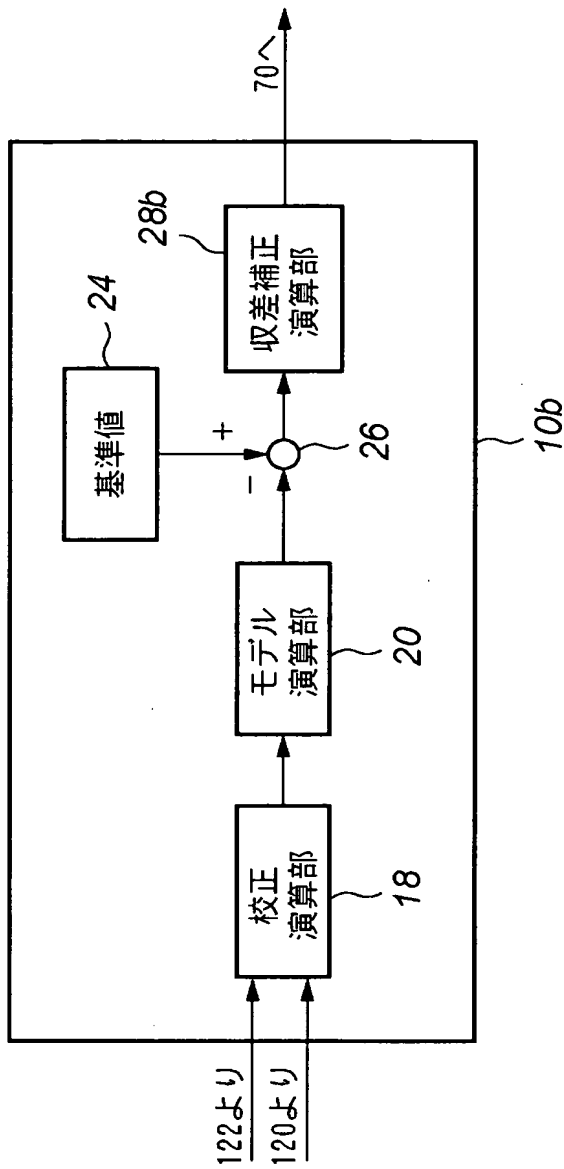 122より
120より
校正
演算部
18
モデル
演算部
20
基準値
24
+
-
26
収差補正
演算部
28b
70へ
10b